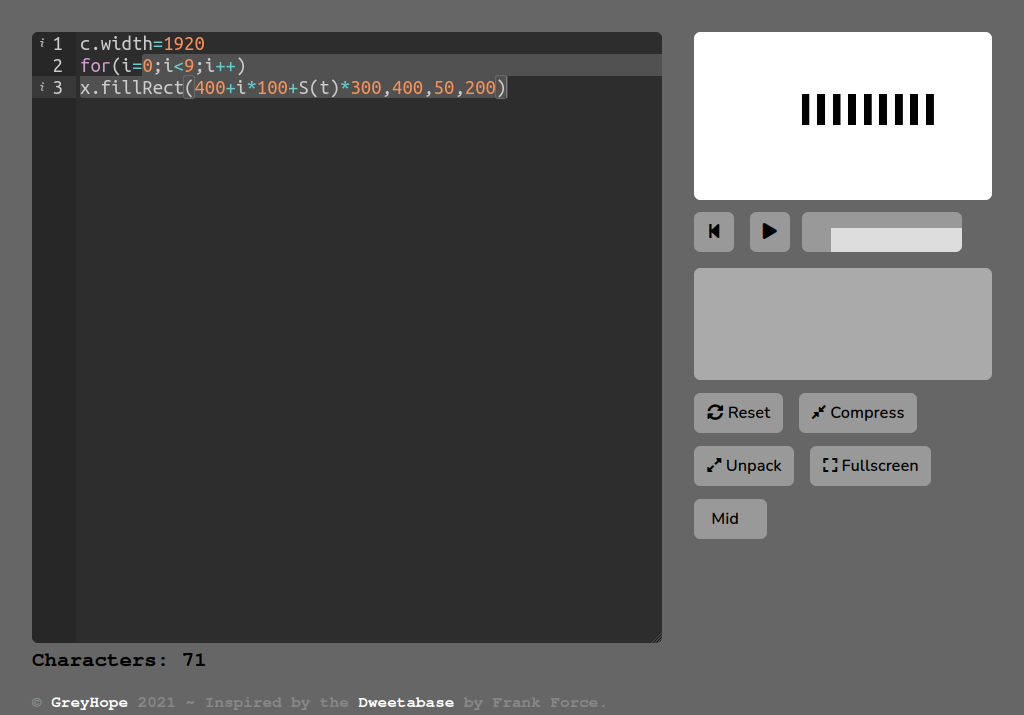 i 1 c.width=1920
2 for(i=0;i<9;i++)
i 3 x.fillRect(400+i*100+S(t)*300,400,50,200)
Reset Compress
Unpack Fullscreen
Mid
Characters: 71
© GreyHope 2021 ~ Inspired by the Dweetabase by Frank Force.